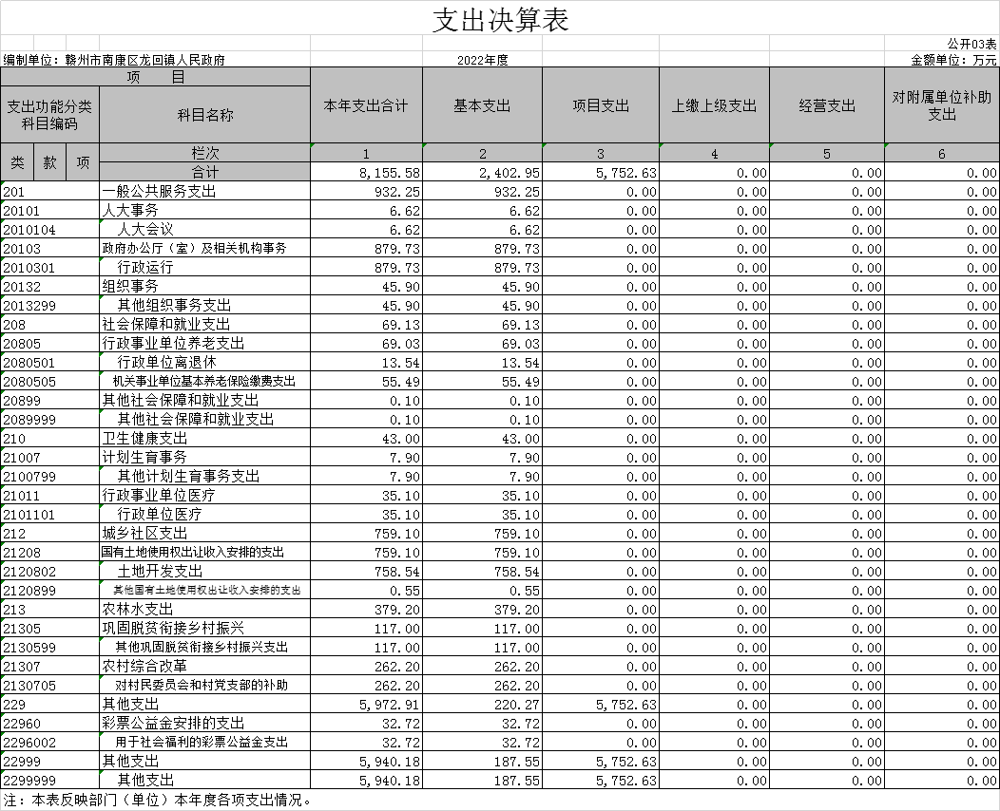 支出决算表
公开03表
编制单位：赣州市南康区龙回镇人民政府 2022年度 金额单位：万元
项 目 本年支出合计 基本支出 项目支出 上缴上级支出 经营支出 对附属单位补助支出
支出功能分类科目编码 科目名称
类 款 项 栏次 1 2 3 4 5 6
合计 8,155.58 2,402.95 5,752.63 0.00 0.00 0.00
201 一般公共服务支出 932.25 932.25 0.00 0.00 0.00 0.00
20101 人大事务 6.62 6.62 0.00 0.00 0.00 0.00
2010104 人大会议 6.62 6.62 0.00 0.00 0.00 0.00
20103 政府办公厅（室）及相关机构事务 879.73 879.73 0.00 0.00 0.00 0.00
2010301 行政运行 879.73 879.73 0.00 0.00 0.00 0.00
20132 组织事务 45.90 45.90 0.00 0.00 0.00 0.00
2013299 其他组织事务支出 45.90 45.90 0.00 0.00 0.00 0.00
208 社会保障和就业支出 69.13 69.13 0.00 0.00 0.00 0.00
20805 行政事业单位养老支出 69.03 69.03 0.00 0.00 0.00 0.00
2080501 行政单位离退休 13.54 13.54 0.00 0.00 0.00 0.00
2080505 机关事业单位基本养老保险缴费支出 55.49 55.49 0.00 0.00 0.00 0.00
20899 其他社会保障和就业支出 0.10 0.10 0.00 0.00 0.00 0.00
2089999 其他社会保障和就业支出 0.10 0.10 0.00 0.00 0.00 0.00
210 卫生健康支出 43.00 43.00 0.00 0.00 0.00 0.00
21007 计划生育事务 7.90 7.90 0.00 0.00 0.00 0.00
2100799 其他计划生育事务支出 7.90 7.90 0.00 0.00 0.00 0.00
21011 行政事业单位医疗 35.10 35.10 0.00 0.00 0.00 0.00
2101101 行政单位医疗 35.10 35.10 0.00 0.00 0.00 0.00
212 城乡社区支出 759.10 759.10 0.00 0.00 0.00 0.00
21208 国有土地使用权出让收入安排的支出 759.10 759.10 0.00 0.00 0.00 0.00
2120802 土地开发支出 758.54 758.54 0.00 0.00 0.00 0.00
2120899 其他国有土地使用权出让收入安排的支出 0.55 0.55 0.00 0.00 0.00 0.00
213 农林水支出 379.20 379.20 0.00 0.00 0.00 0.00
21305 巩固脱贫衔接乡村振兴 117.00 117.00 0.00 0.00 0.00 0.00
2130599 其他巩固脱贫衔接乡村振兴支出 117.00 117.00 0.00 0.00 0.00 0.00
21307 农村综合改革 262.20 262.20 0.00 0.00 0.00 0.00
2130705 对村民委员会和村党支部的补助 262.20 262.20 0.00 0.00 0.00 0.00
229 其他支出 5,972.91 220.27 5,752.63 0.00 0.00 0.00
22960 彩票公益金安排的支出 32.72 32.72 0.00 0.00 0.00 0.00
2296002 用于社会福利的彩票公益金支出 32.72 32.72 0.00 0.00 0.00 0.00
22999 其他支出 5,940.18 187.55 5,752.63 0.00 0.00 0.00
2299999 其他支出 5,940.18 187.55 5,752.63 0.00 0.00 0.00
注：本表反映部门（单位）本年度各项支出情况。